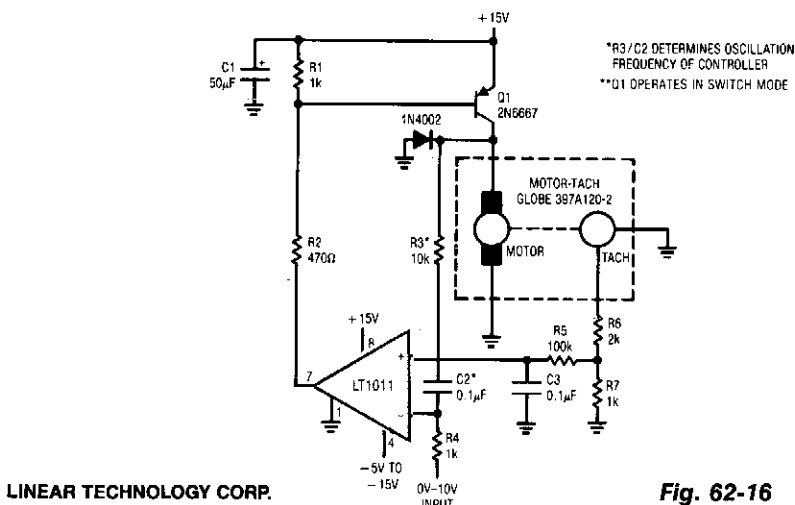 +15V
*R3/C2 DETERMINES OSCILLATION
FREQUENCY OF CONTROLLER
**Q1 OPERATES IN SWITCH MODE
C1
50μF
+
R1
1k
Q1
2N6667
1N4002
MOTOR-TACH
GLOBE 397A120-2
R2
470Ω
R3*
10k
MOTOR
TACH
+15V
8
R5
100k
R6
2k
7
LT1011
+
−
1
4
C2*
0.1μF
C3
0.1μF
R7
1k
R4
1k
−5V TO
−15V
0V–10V
INPUT
LINEAR TECHNOLOGY CORP.
Fig. 62-16